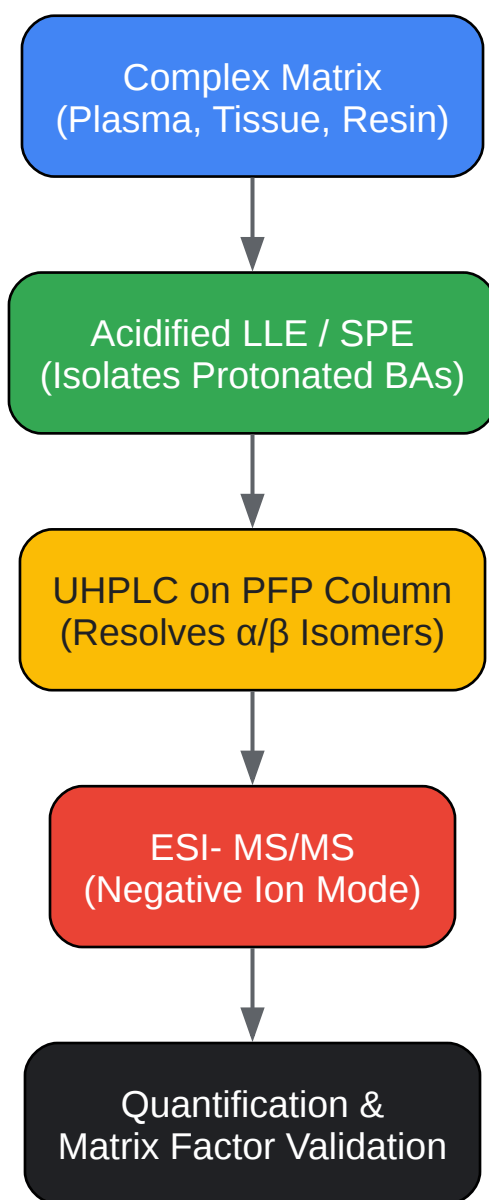 Complex Matrix
(Plasma, Tissue, Resin)
Acidified LLE / SPE
(Isolates Protonated BAs)
UHPLC on PFP Column
(Resolves α/β Isomers)
ESI- MS/MS
(Negative Ion Mode)
Quantification &
Matrix Factor Validation